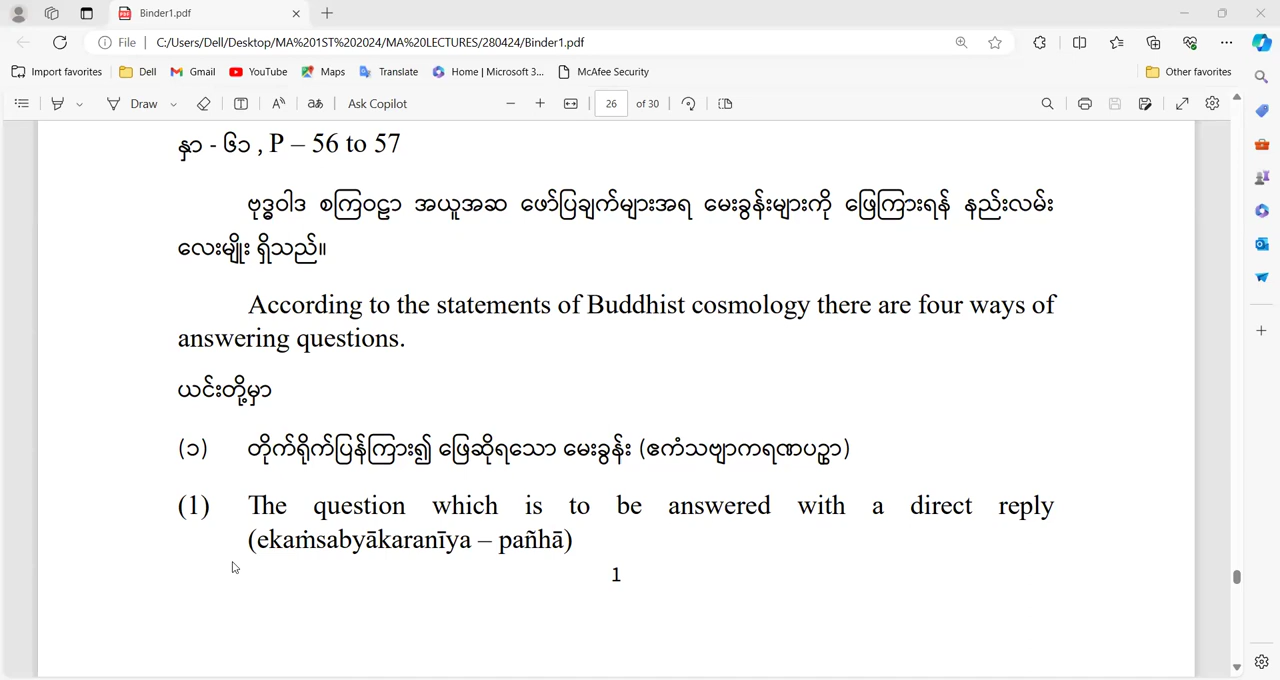 Binder1.pdf
File
C:/Users/Dell/Desktop/MA%201ST%202024/MA%20LECTURES/280424/Binder1.pdf
Import favorites Dell Gmail YouTube Maps Translate Home | Microsoft 3... McAfee Security Other favorites
Draw Ask Copilot 26 of 30
နှာ - ၆၁ , P – 56 to 57
ဗုဒ္ဓဝါဒ စကြဝဠာ အယူအဆ ဖော်ပြချက်များအရ မေးခွန်းများကို ဖြေကြားရန် နည်းလမ်း
လေးမျိုး ရှိသည်။
According to the statements of Buddhist cosmology there are four ways of
answering questions.
ယင်းတို့မှာ
(၁) တိုက်ရိုက်ပြန်ကြား၍ ဖြေဆိုရသော မေးခွန်း (ဧကံသဗျာကရဏပဉှာ)
(1) The question which is to be answered with a direct reply
(ekaṁsabyākaranīya – pañhā)
1